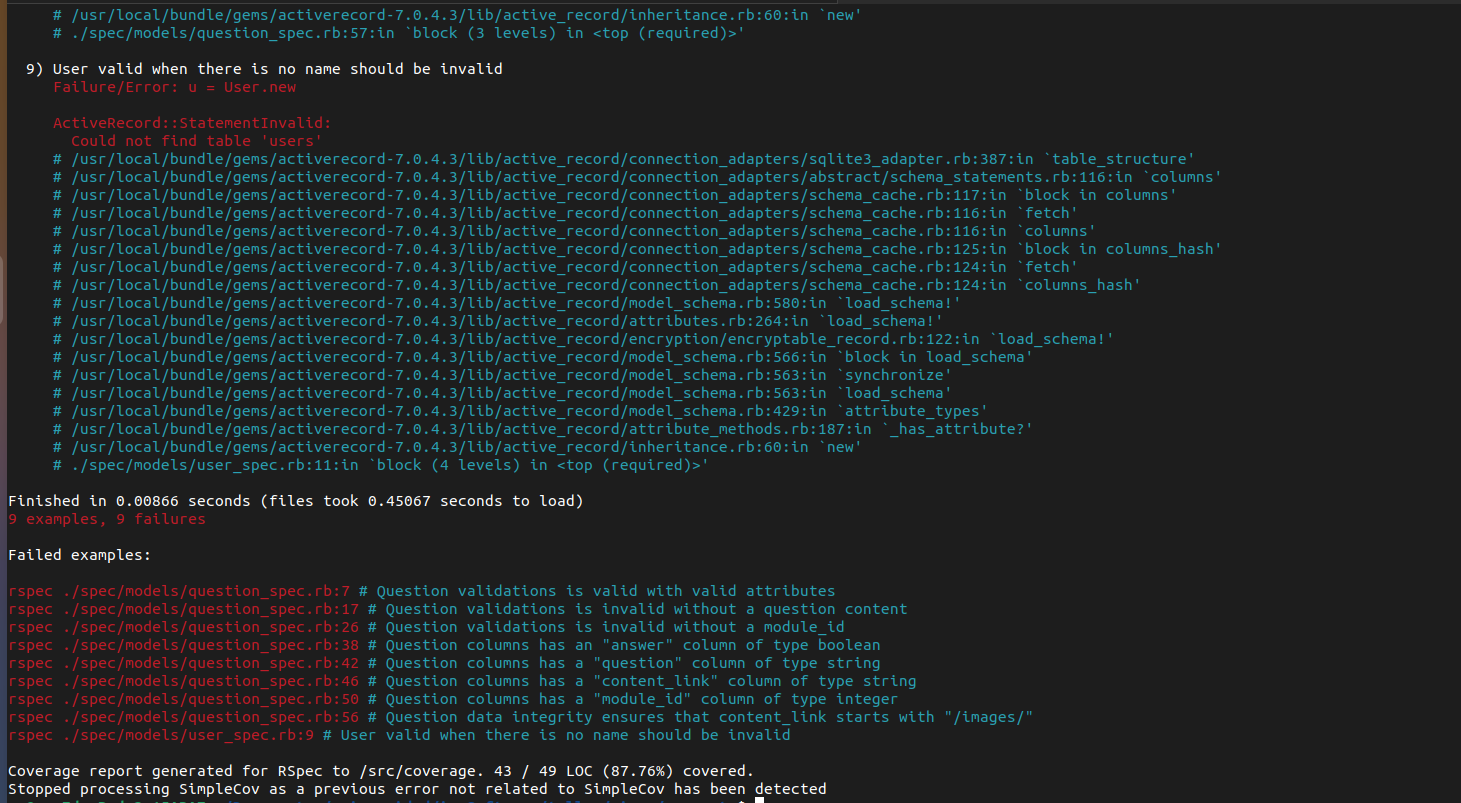 # /usr/local/bundle/gems/activerecord-7.0.4.3/lib/active_record/inheritance.rb:60:in `new'
# ./spec/models/question_spec.rb:57:in `block (3 levels) in <top (required)>'
9) User valid when there is no name should be invalid
Failure/Error: u = User.new
ActiveRecord::StatementInvalid:
Could not find table 'users'
# /usr/local/bundle/gems/activerecord-7.0.4.3/lib/active_record/connection_adapters/sqlite3_adapter.rb:387:in `table_structure'
# /usr/local/bundle/gems/activerecord-7.0.4.3/lib/active_record/connection_adapters/abstract/schema_statements.rb:116:in `columns'
# /usr/local/bundle/gems/activerecord-7.0.4.3/lib/active_record/connection_adapters/schema_cache.rb:117:in `block in columns'
# /usr/local/bundle/gems/activerecord-7.0.4.3/lib/active_record/connection_adapters/schema_cache.rb:116:in `fetch'
# /usr/local/bundle/gems/activerecord-7.0.4.3/lib/active_record/connection_adapters/schema_cache.rb:116:in `columns'
# /usr/local/bundle/gems/activerecord-7.0.4.3/lib/active_record/connection_adapters/schema_cache.rb:125:in `block in columns_hash'
# /usr/local/bundle/gems/activerecord-7.0.4.3/lib/active_record/connection_adapters/schema_cache.rb:124:in `fetch'
# /usr/local/bundle/gems/activerecord-7.0.4.3/lib/active_record/connection_adapters/schema_cache.rb:124:in `columns_hash'
# /usr/local/bundle/gems/activerecord-7.0.4.3/lib/active_record/model_schema.rb:580:in `load_schema!'
# /usr/local/bundle/gems/activerecord-7.0.4.3/lib/active_record/attributes.rb:264:in `load_schema!'
# /usr/local/bundle/gems/activerecord-7.0.4.3/lib/active_record/encryption/encryptable_record.rb:122:in `load_schema!'
# /usr/local/bundle/gems/activerecord-7.0.4.3/lib/active_record/model_schema.rb:566:in `block in load_schema'
# /usr/local/bundle/gems/activerecord-7.0.4.3/lib/active_record/model_schema.rb:563:in `synchronize'
# /usr/local/bundle/gems/activerecord-7.0.4.3/lib/active_record/model_schema.rb:563:in `load_schema'
# /usr/local/bundle/gems/activerecord-7.0.4.3/lib/active_record/model_schema.rb:429:in `attribute_types'
# /usr/local/bundle/gems/activerecord-7.0.4.3/lib/active_record/attribute_methods.rb:187:in `_has_attribute?'
# /usr/local/bundle/gems/activerecord-7.0.4.3/lib/active_record/inheritance.rb:60:in `new'
# ./spec/models/user_spec.rb:11:in `block (4 levels) in <top (required)>'
Finished in 0.00866 seconds (files took 0.45067 seconds to load)
9 examples, 9 failures
Failed examples:
rspec ./spec/models/question_spec.rb:7 # Question validations is valid with valid attributes
rspec ./spec/models/question_spec.rb:17 # Question validations is invalid without a question content
rspec ./spec/models/question_spec.rb:26 # Question validations is invalid without a module_id
rspec ./spec/models/question_spec.rb:38 # Question columns has an "answer" column of type boolean
rspec ./spec/models/question_spec.rb:42 # Question columns has a "question" column of type string
rspec ./spec/models/question_spec.rb:46 # Question columns has a "content_link" column of type string
rspec ./spec/models/question_spec.rb:50 # Question columns has a "module_id" column of type integer
rspec ./spec/models/question_spec.rb:56 # Question data integrity ensures that content_link starts with "/images/"
rspec ./spec/models/user_spec.rb:9 # User valid when there is no name should be invalid
Coverage report generated for RSpec to /src/coverage. 43 / 49 LOC (87.76%) covered.
Stopped processing SimpleCov as a previous error not related to SimpleCov has been detected